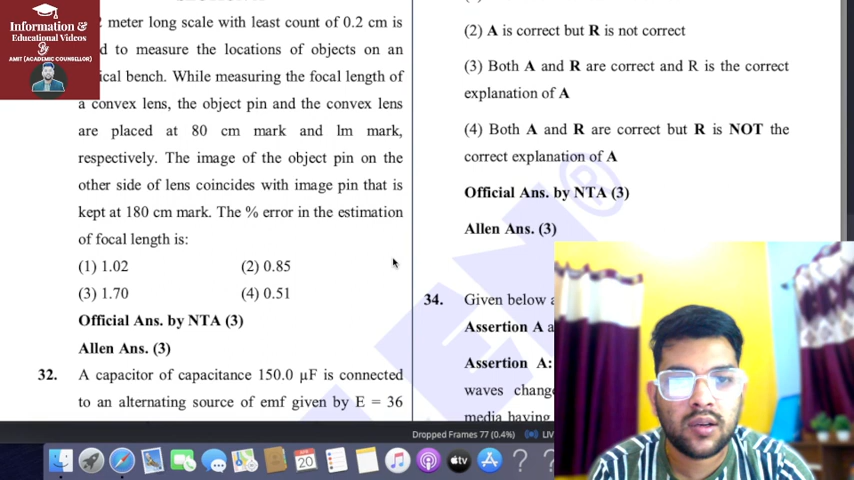 Information &
Educational Videos
By
AMIT (ACADEMIC COUNSELLOR)
2 meter long scale with least count of 0.2 cm is
d to measure the locations of objects on an
ical bench. While measuring the focal length of
a convex lens, the object pin and the convex lens
are placed at 80 cm mark and lm mark,
respectively. The image of the object pin on the
other side of lens coincides with image pin that is
kept at 180 cm mark. The % error in the estimation
of focal length is:
(1) 1.02 (2) 0.85
(3) 1.70 (4) 0.51
Official Ans. by NTA (3)
Allen Ans. (3)
32. A capacitor of capacitance 150.0 μF is connected
to an alternating source of emf given by E = 36
(2) A is correct but R is not correct
(3) Both A and R are correct and R is the correct
explanation of A
(4) Both A and R are correct but R is NOT the
correct explanation of A
Official Ans. by NTA (3)
Allen Ans. (3)
34. Given below a
Assertion A a
Assertion A:
waves change
media having
LEN®
Dropped Frames 77 (0.4%) LIV
APR
20
tv